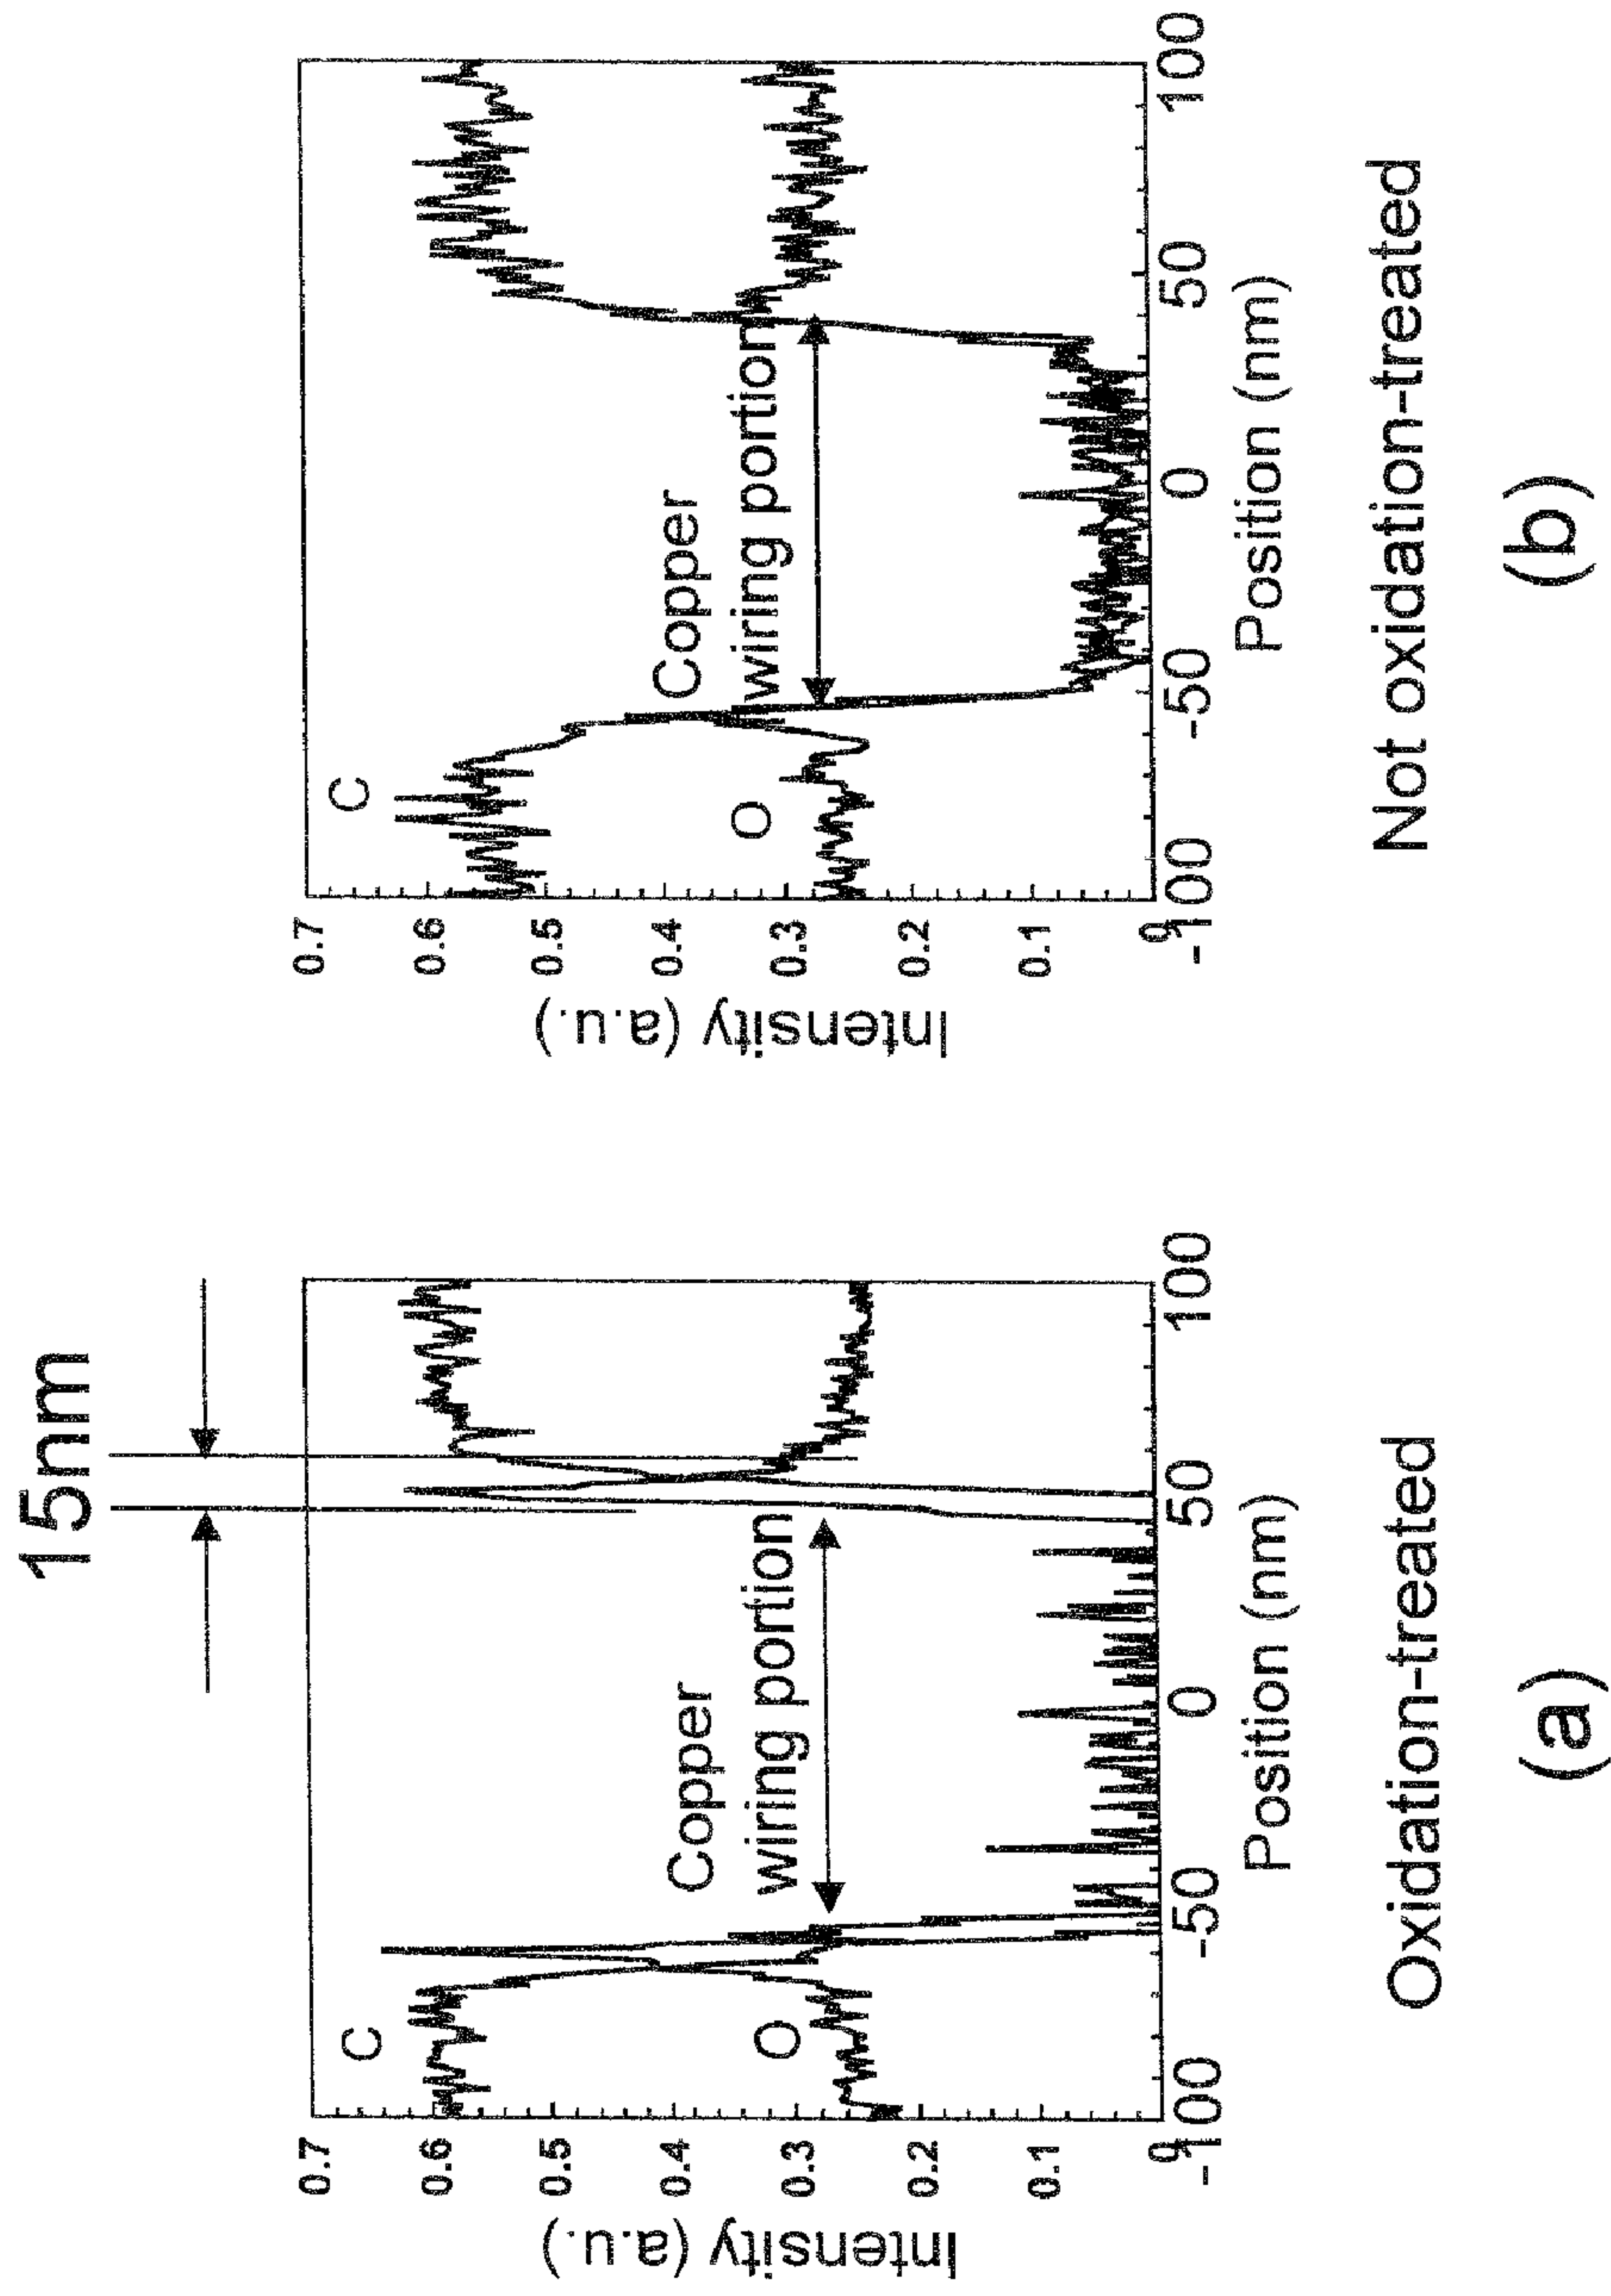 15nm
Intensity (a.u.)
0.7
0.6
0.5
0.4
0.3
0.2
0.1
0
C
O
Copper
wiring portion
-100
-50
0
50
100
Position (nm)
Oxidation-treated
(a)
Intensity (a.u.)
0.7
0.6
0.5
0.4
0.3
0.2
0.1
0
C
O
Copper
wiring portion
-100
-50
0
50
100
Position (nm)
Not oxidation-treated
(b)